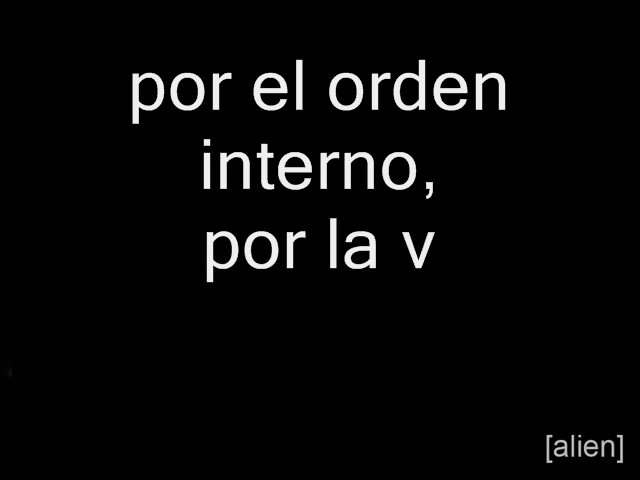 por el orden
interno,
por la v
[alien]